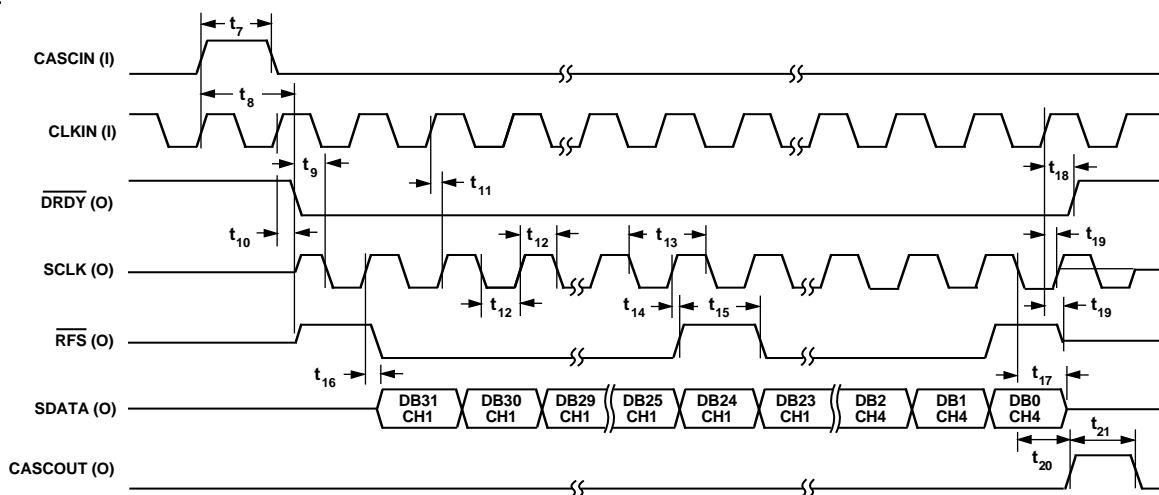 t7
CASCIN (I)
t8
CLKIN (I)
t9
t11
t18
DRDY (O)
t10
t12
t13
t19
SCLK (O)
t12
t14
t15
t19
RFS (O)
t16
t17
SDATA (O)
DB31 CH1
DB30 CH1
DB29 CH1
DB25 CH1
DB24 CH1
DB23 CH1
DB2 CH4
DB1 CH4
DB0 CH4
t20
t21
CASCOUT (O)